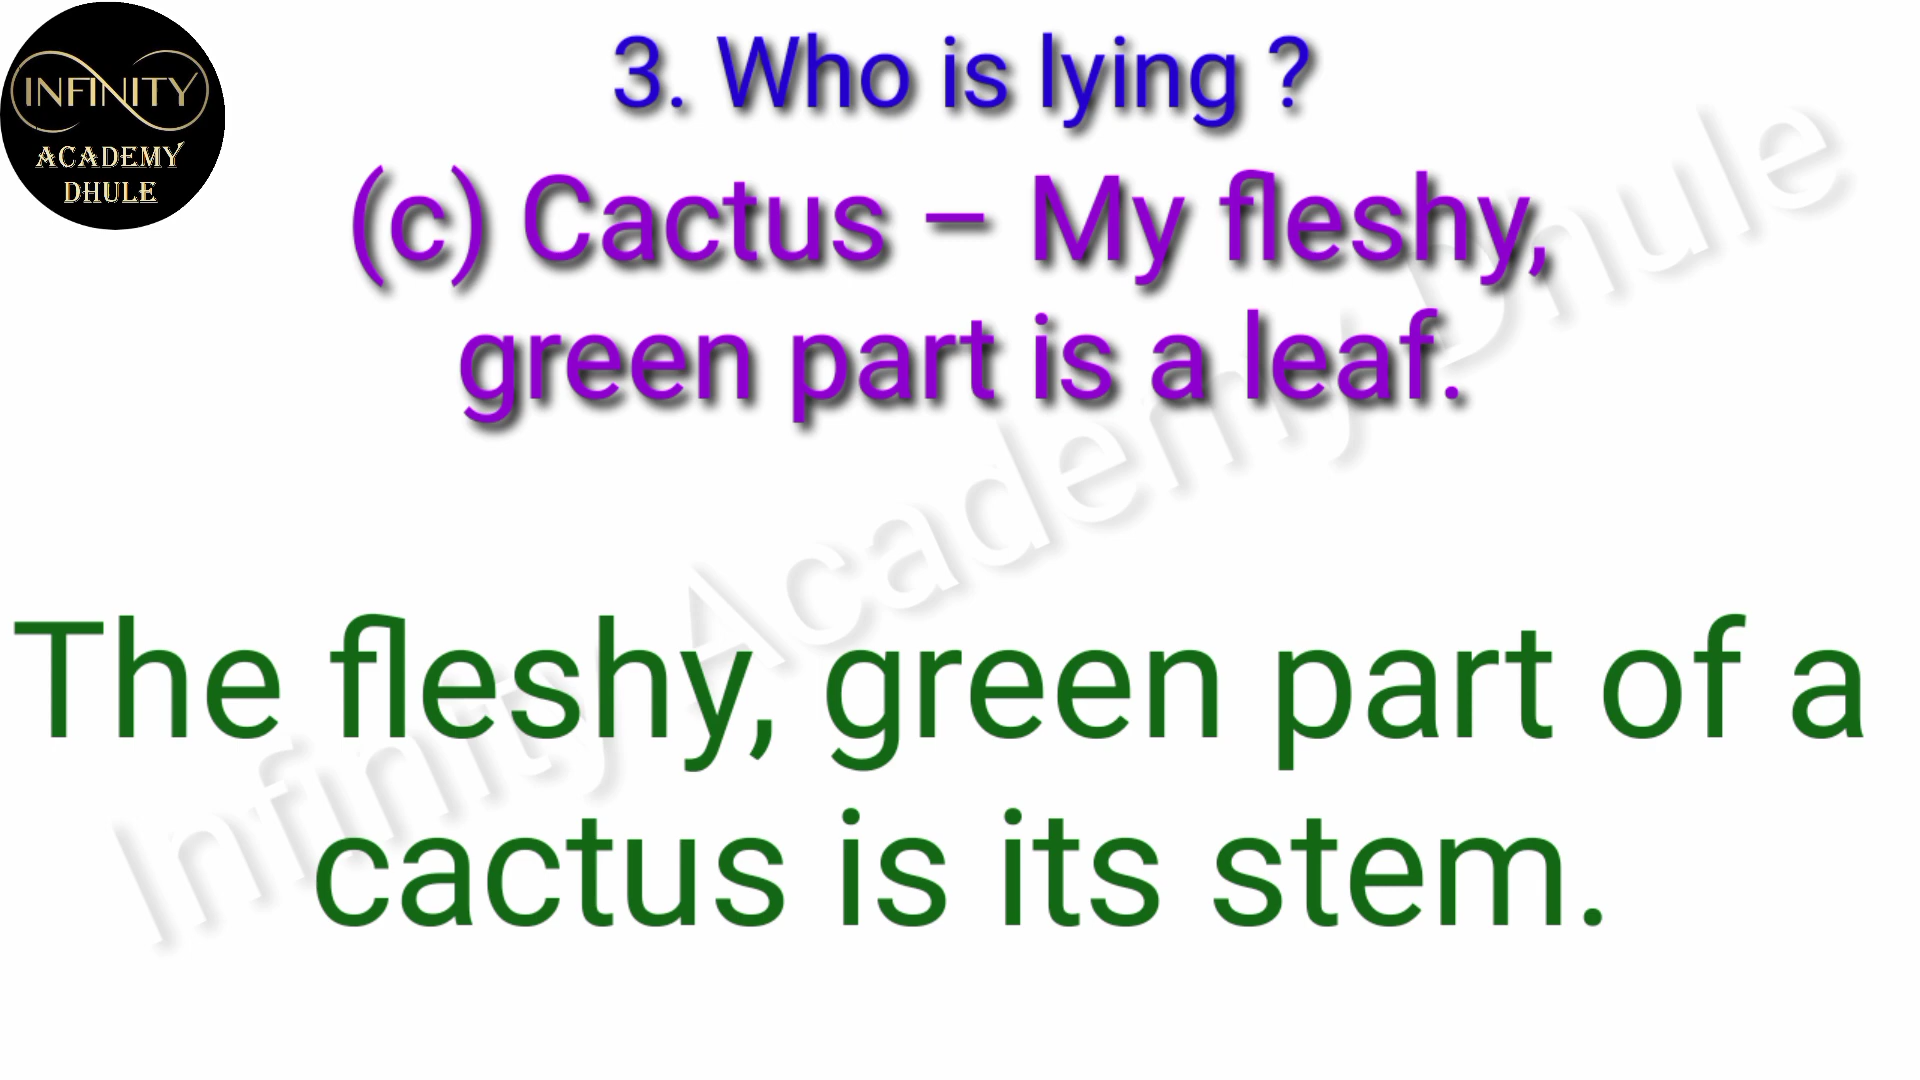 INFINITY
ACADEMY
DHULE
3. Who is lying ?
(c) Cactus – My fleshy,
green part is a leaf.
The fleshy, green part of a
cactus is its stem.
Infinity Academy Dhule